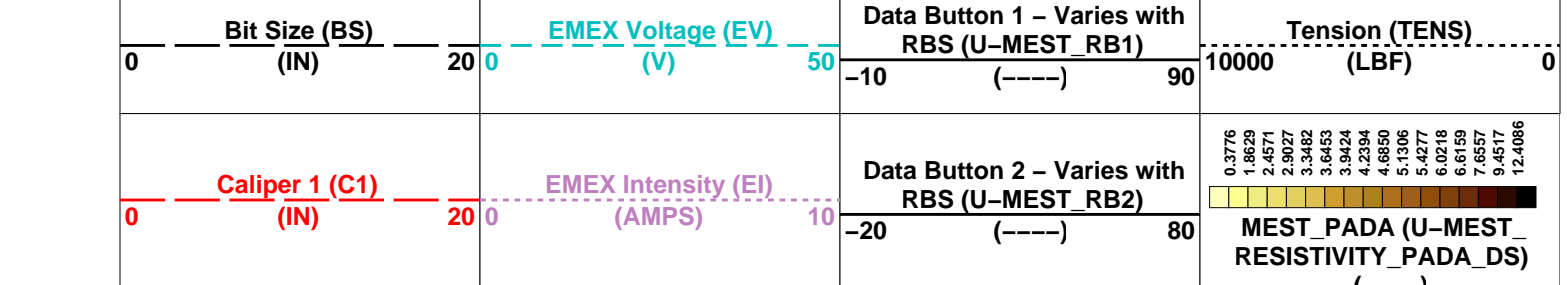 Bit Size (BS)
(IN)
0 20
EMEX Voltage (EV)
(V)
0 50
Data Button 1 – Varies with
RBS (U–MEST_RB1)
–10 (––––) 90
Tension (TENS)
(LBF)
10000 0
Caliper 1 (C1)
(IN)
0 20
EMEX Intensity (EI)
(AMPS)
0 10
Data Button 2 – Varies with
RBS (U–MEST_RB2)
–20 (––––) 80
0.3776
1.8629
2.4571
2.9027
3.3482
3.6453
3.9424
4.2394
4.6850
5.1306
5.4277
6.0218
6.6159
7.6557
9.4517
12.4086
MEST_PADA (U–MEST_
RESISTIVITY_PADA_DS)